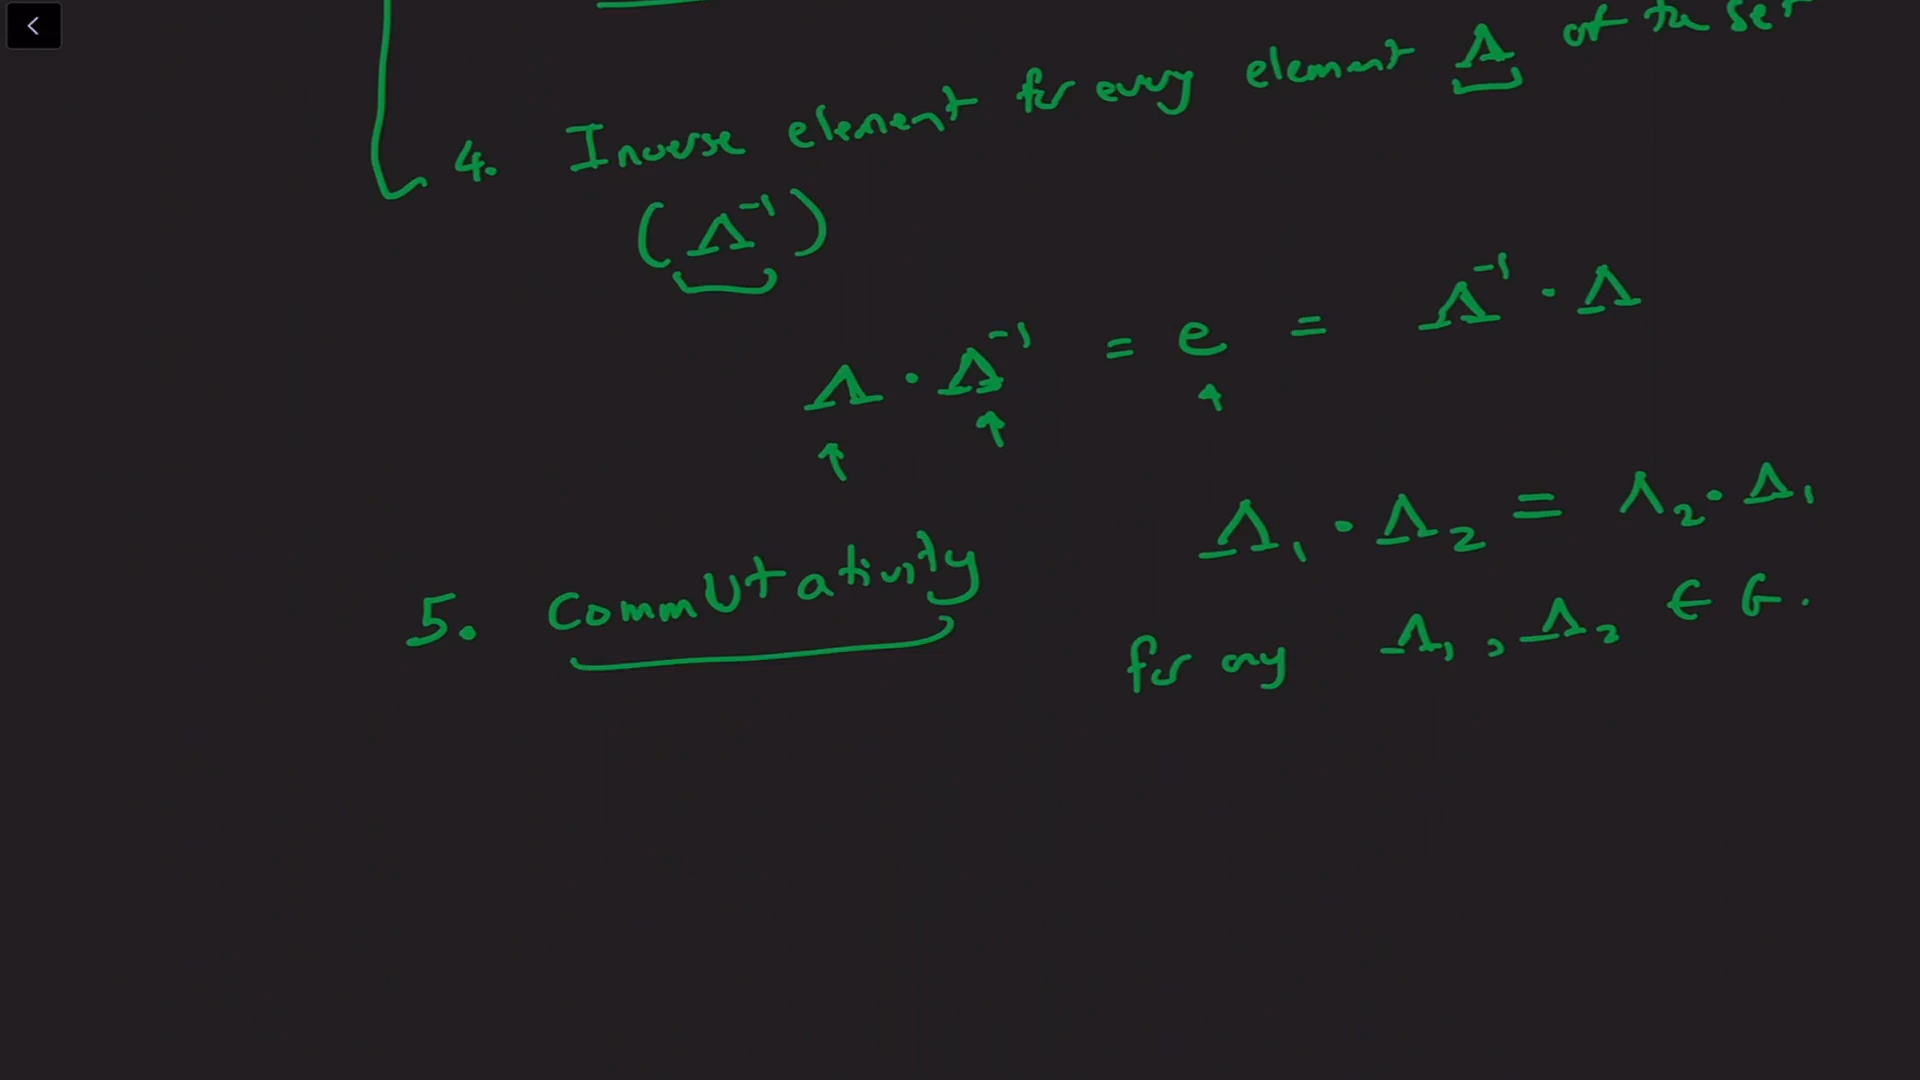 4. Inverse element for every element Λ of the set
(Λ⁻¹)
Λ · Λ⁻¹ = e = Λ⁻¹ · Λ
5. Commutativity Λ₁ · Λ₂ = Λ₂ · Λ₁
for any Λ₁, Λ₂ ∈ G.